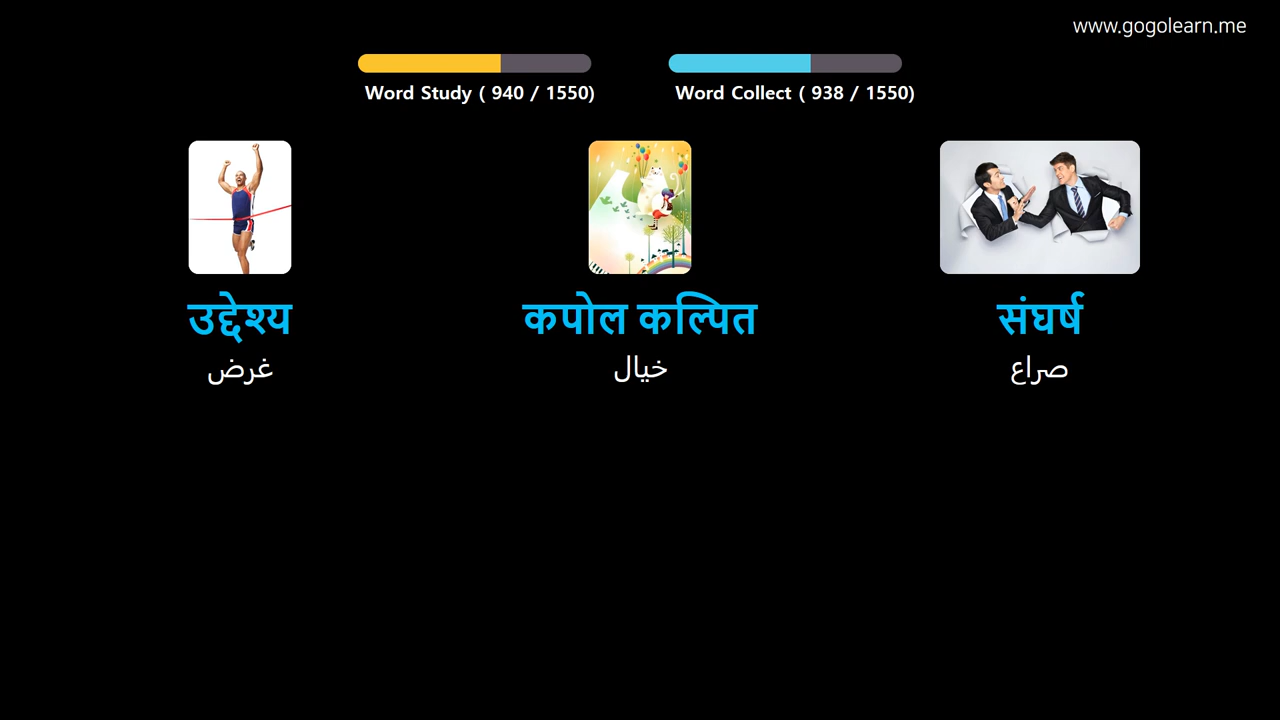 www.gogolearn.me
Word Study ( 940 / 1550)
Word Collect ( 938 / 1550)
उद्देश्य
कपोल कल्पित
संघर्ष
غرض
خيال
صراع